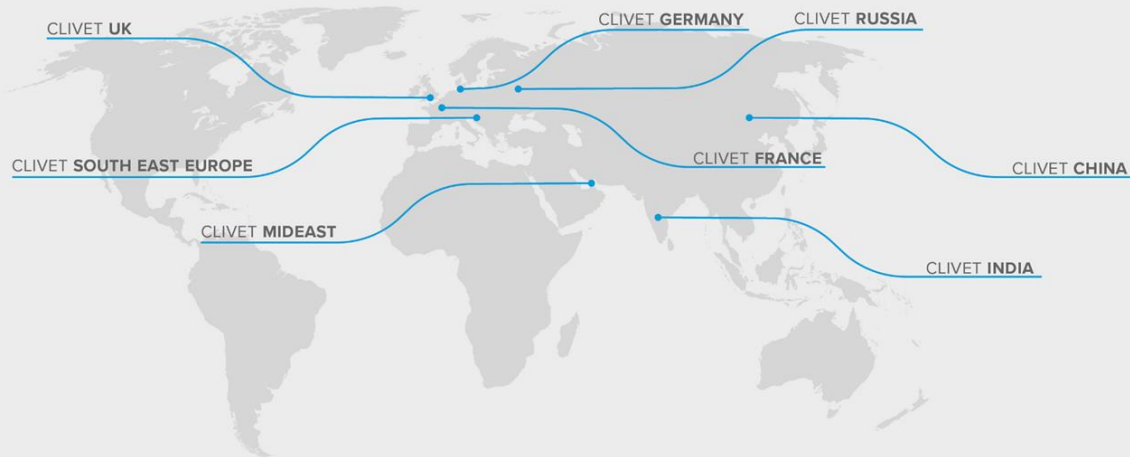 CLIVET UK
CLIVET GERMANY
CLIVET RUSSIA
CLIVET SOUTH EAST EUROPE
CLIVET FRANCE
CLIVET CHINA
CLIVET MIDEAST
CLIVET INDIA